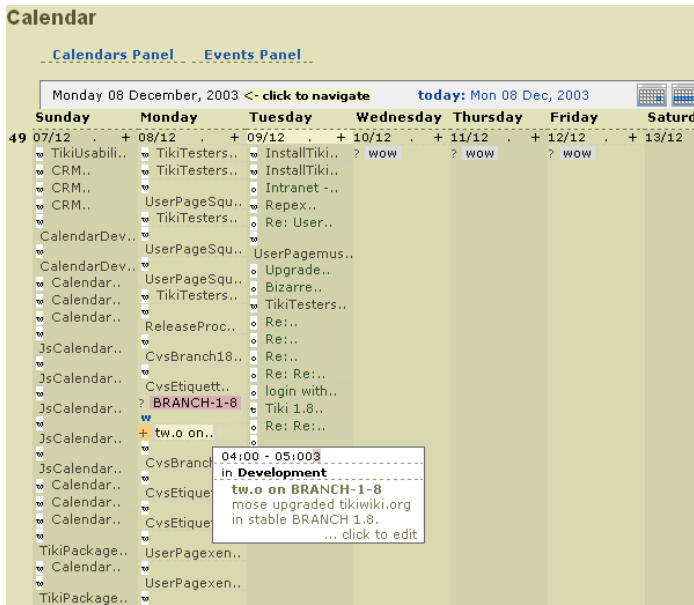 Calendar
Calendars Panel Events Panel
Monday 08 December, 2003 <- click to navigate today: Mon 08 Dec, 2003
Sunday Monday Tuesday Wednesday Thursday Friday Saturd
49 07/12 . + 08/12 . + 09/12 . + 10/12 . + 11/12 . + 12/12 . + 13/12
w TikiUsabili..
w CRM..
w CRM..
w CRM..
w
CalendarDev..
w
CalendarDev..
w Calendar..
w Calendar..
w Calendar..
w
JsCalendar..
w
JsCalendar..
w
JsCalendar..
w
JsCalendar..
w
JsCalendar..
w Calendar..
w Calendar..
w Calendar..
w
TikiPackage..
w Calendar..
w
TikiPackage..
w TikiTesters..
w TikiTesters..
w
UserPageSqu..
w TikiTesters..
w
UserPageSqu..
w
UserPageSqu..
w TikiTesters..
w
ReleaseProc..
w
CvsBranch18..
w
CvsEtiquett..
? BRANCH-1-8
w
+ tw.o on..
w
CvsBranch
w
CvsEtique
w
CvsEtique
w
UserPagexen..
w
UserPagexen..
w
w InstallTiki..
w InstallTiki..
o Intranet -..
w Repex..
o Re: User..
w
UserPagemus..
o Upgrade..
o Bizarre..
w TikiTesters..
o Re:..
o Re:..
o Re:..
o Re: Re:..
o login with..
t Tiki 1.8..
o Re: Re:..
o
? wow
? wow
? wow
04:00 - 05:003
in Development
tw.o on BRANCH-1-8
mose upgraded tikiwiki.org
in stable BRANCH 1.8.
... click to edit